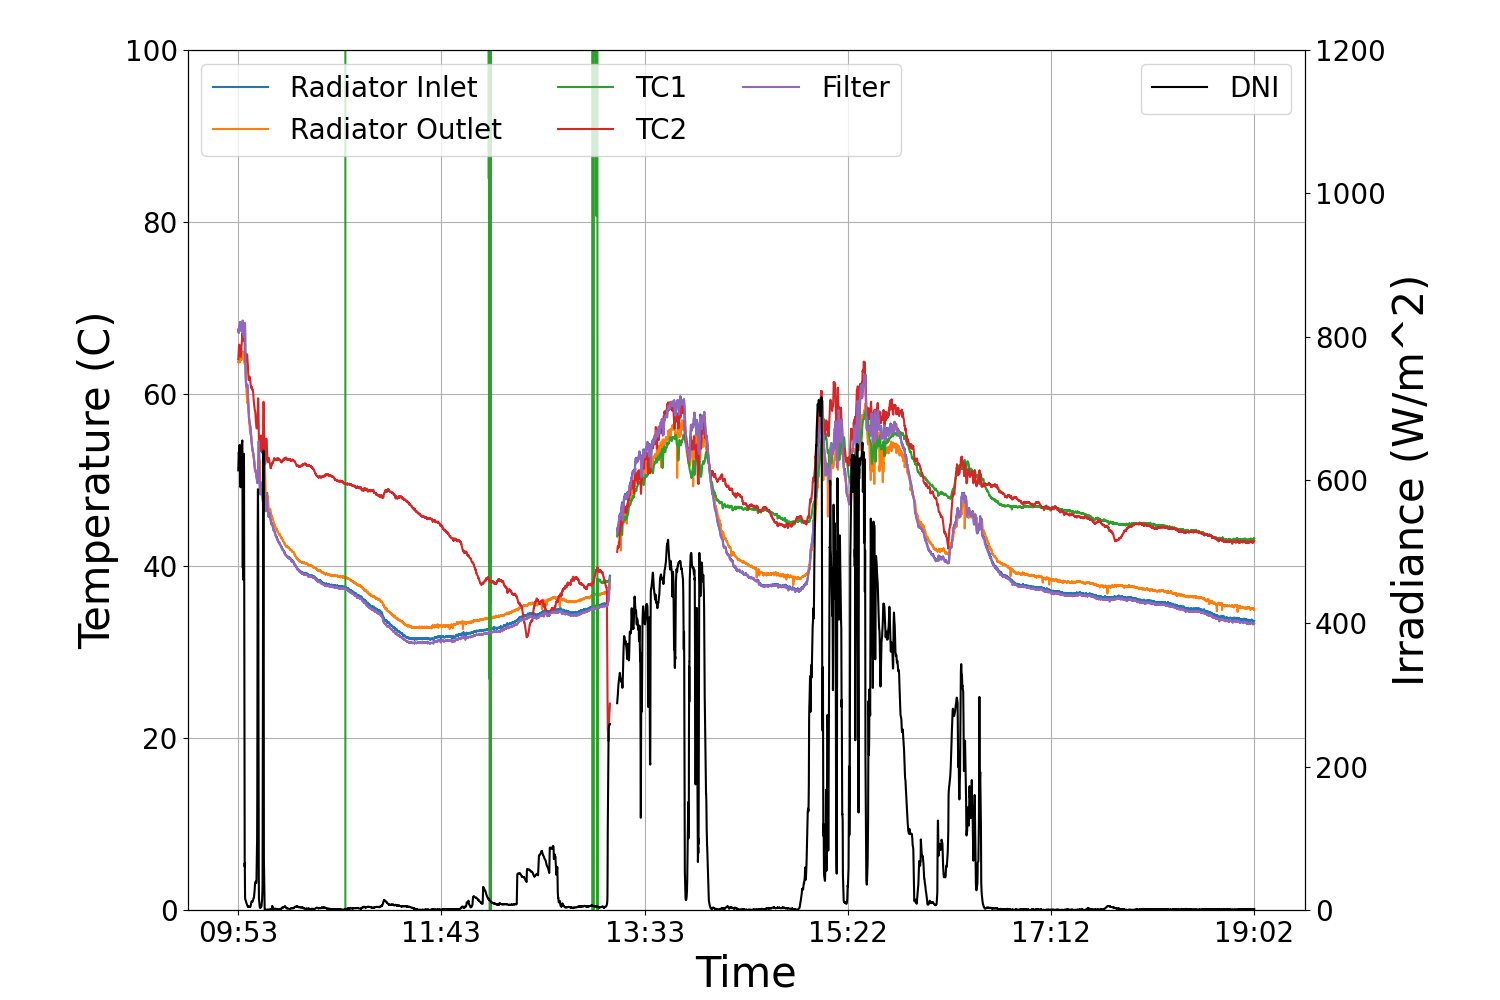 100
80
60
40
20
0
Temperature (C)
Radiator Inlet
Radiator Outlet
TC1
TC2
Filter
DNI
1200
1000
800
600
400
200
0
Irradiance (W/m^2)
09:53 11:43 13:33 15:22 17:12 19:02
Time